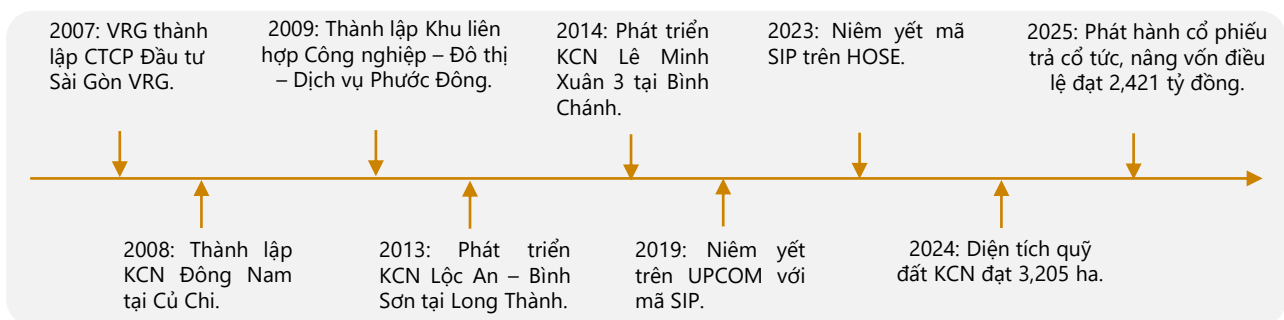 2007: VRG thành
lập CTCP Đầu tư
Sài Gòn VRG.
2009: Thành lập Khu liên
hợp Công nghiệp – Đô thị
– Dịch vụ Phước Đông.
2014: Phát triển
KCN Lê Minh
Xuân 3 tại Bình
Chánh.
2023: Niêm yết mã
SIP trên HOSE.
2025: Phát hành cổ phiếu
trả cổ tức, nâng vốn điều
lệ đạt 2,421 tỷ đồng.
2008: Thành lập
KCN Đông Nam
tại Củ Chi.
2013: Phát triển
KCN Lộc An – Bình
Sơn tại Long Thành.
2019: Niêm yết
trên UPCOM với
mã SIP.
2024: Diện tích quỹ
đất KCN đạt 3,205 ha.